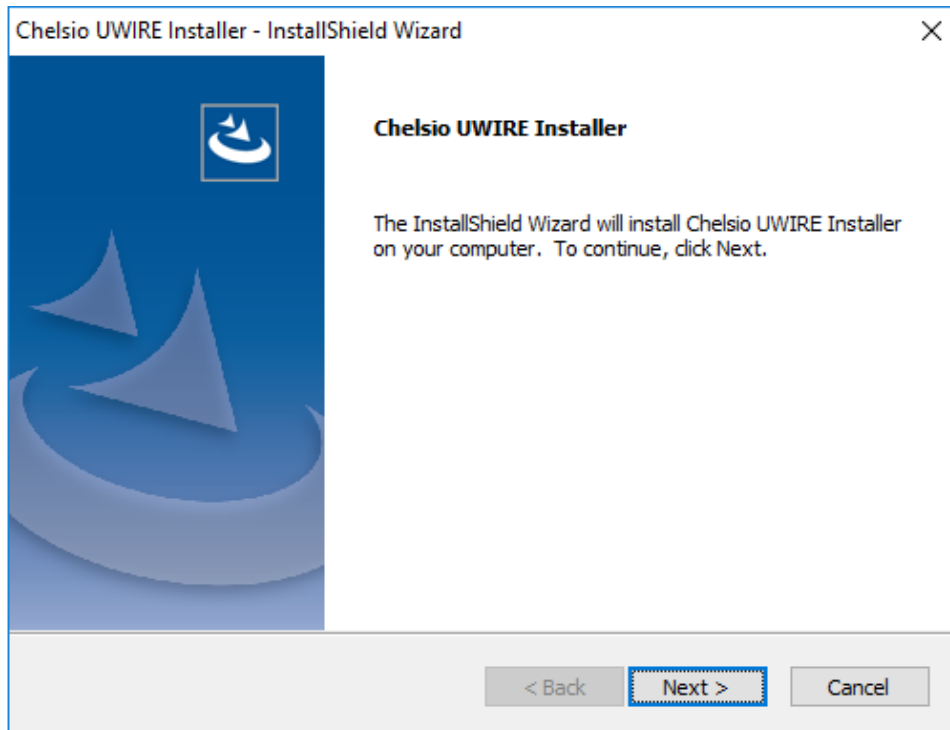 Chelsio UWIRE Installer - InstallShield Wizard
Chelsio UWIRE Installer
The InstallShield Wizard will install Chelsio UWIRE Installer
on your computer.  To continue, click Next.
< Back
Next >
Cancel